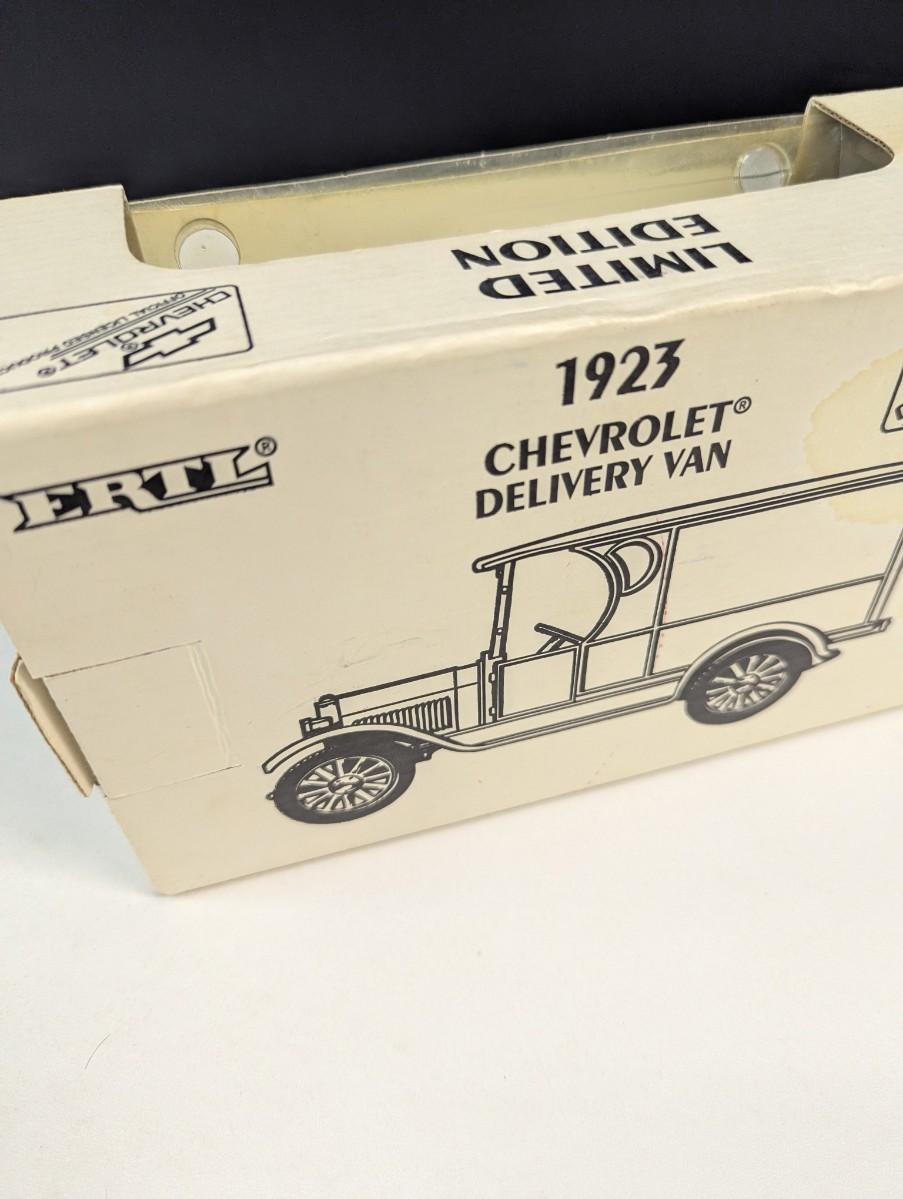 LIMITED
EDITION
CHEVROLET®
OFFICIAL LICENSED PRODUCT
ERTL®
1923
CHEVROLET®
DELIVERY VAN